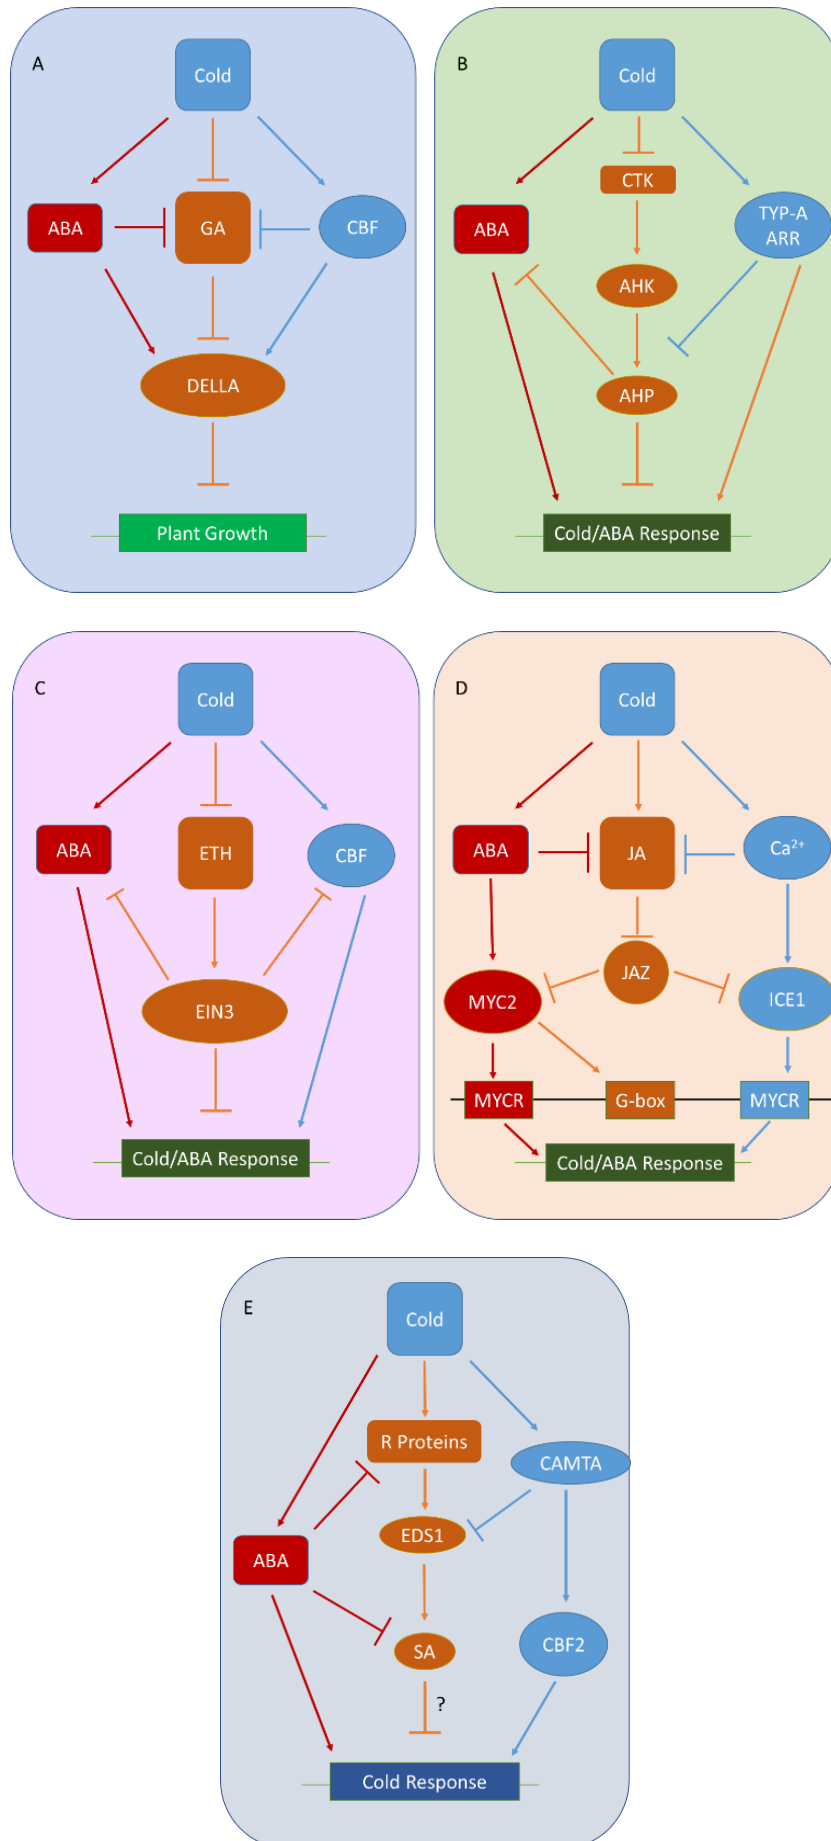 A
Cold
ABA
GA
CBF
DELLA
Plant Growth
B
Cold
CTK
ABA
TYP-A
ARR
AHK
AHP
Cold/ABA Response
C
Cold
ABA
ETH
CBF
EIN3
Cold/ABA Response
D
Cold
ABA
JA
Ca²⁺
JAZ
MYC2
ICE1
MYCR
G-box
MYCR
Cold/ABA Response
E
Cold
R Proteins
CAMTA
EDS1
ABA
SA
CBF2
?
Cold Response